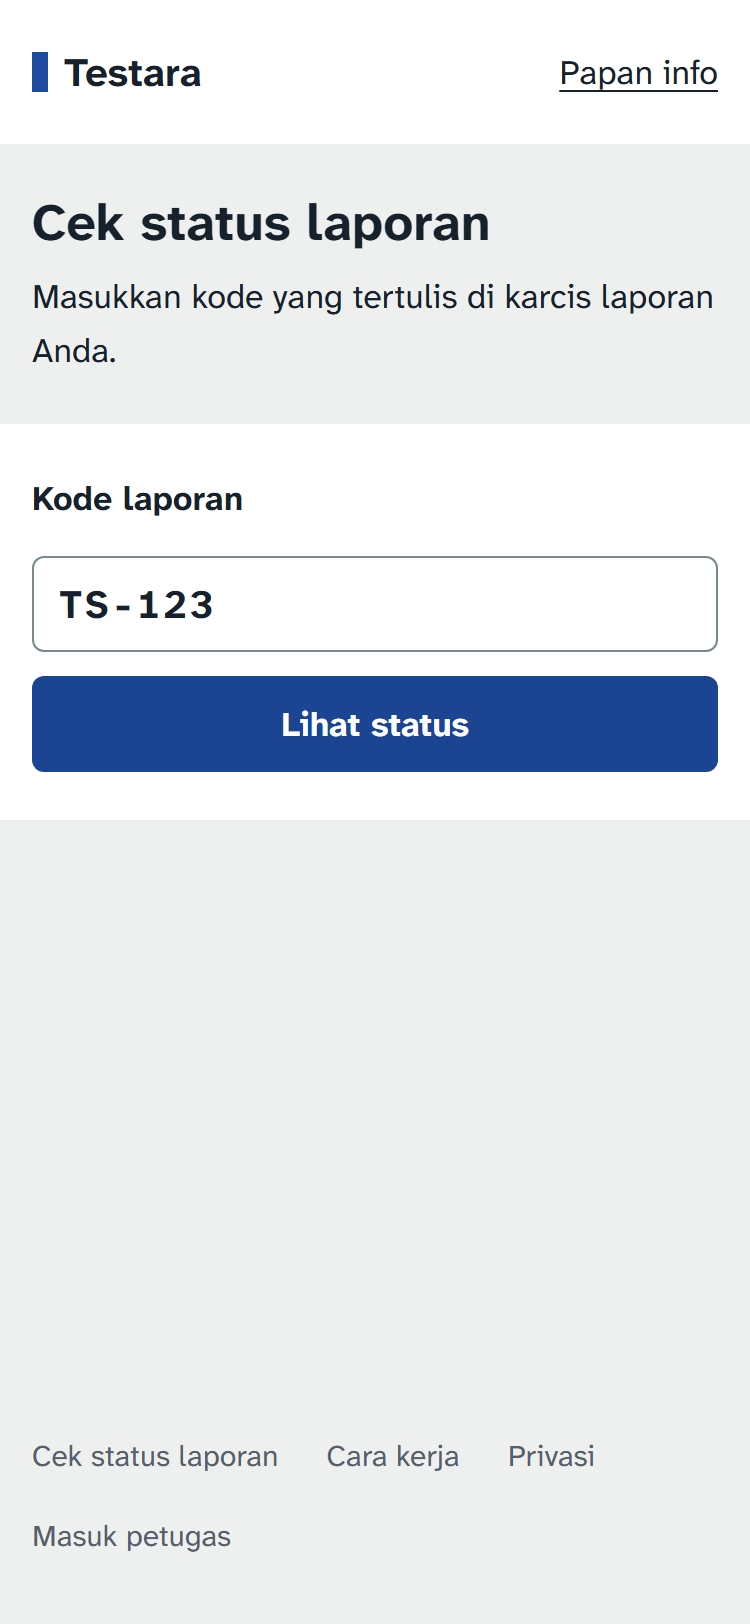 Testara
Papan info
Cek status laporan
Masukkan kode yang tertulis di karcis laporan
Anda.
Kode laporan
TS-123
Lihat status
Cek status laporan
Cara kerja
Privasi
Masuk petugas